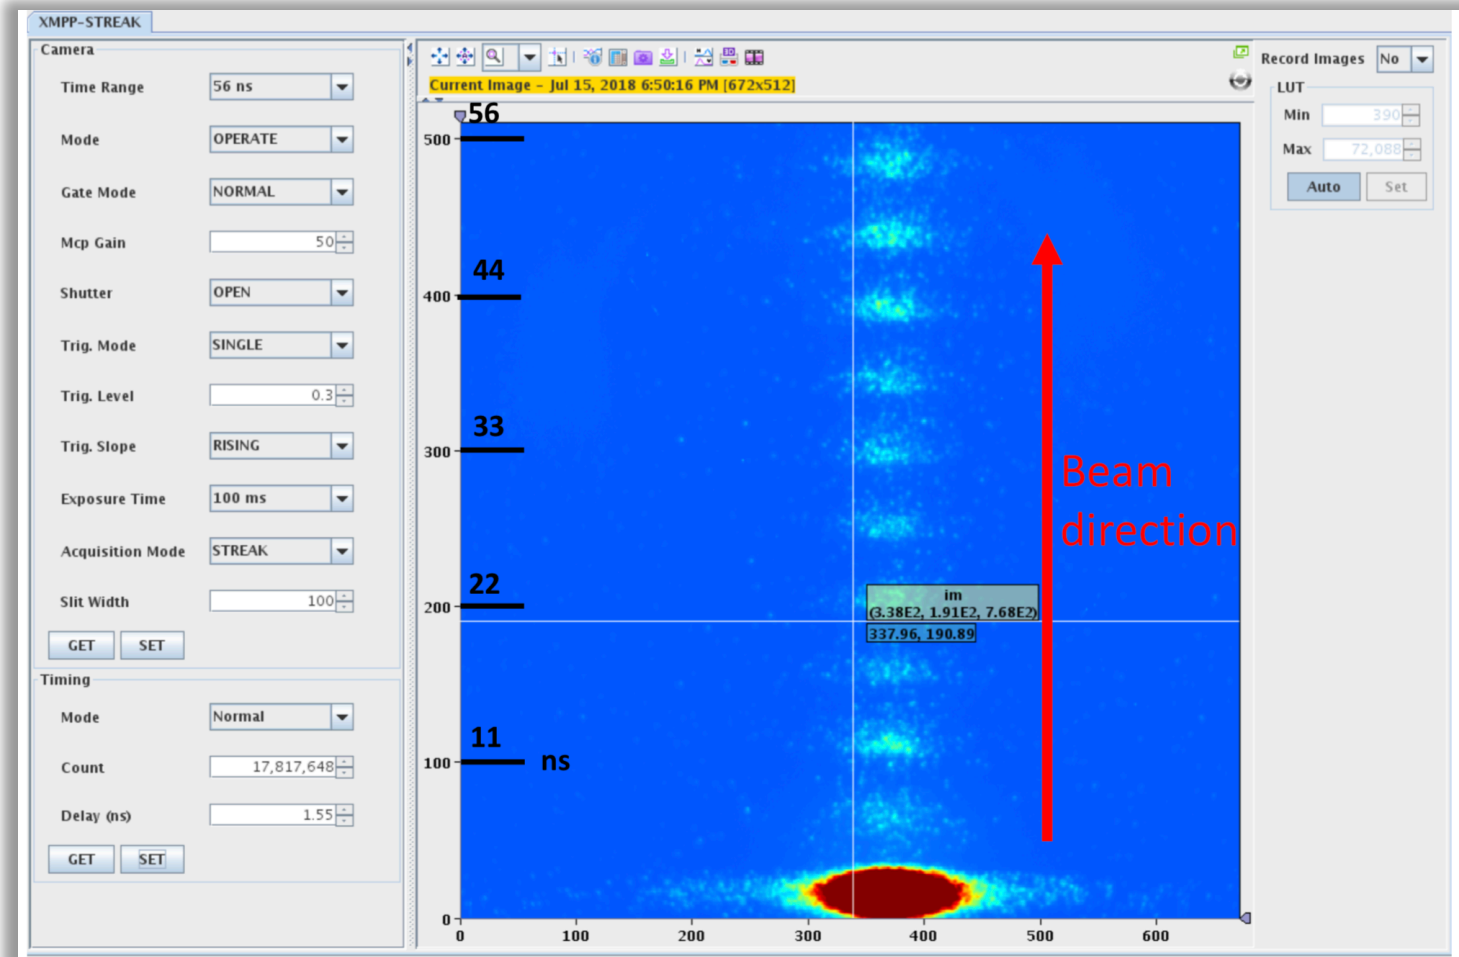 XMPP-STREAK
Camera
Time Range 56 ns
Mode OPERATE
Gate Mode NORMAL
Mcp Gain 50
Shutter OPEN
Trig. Mode SINGLE
Trig. Level 0.3
Trig. Slope RISING
Exposure Time 100 ms
Acquisition Mode STREAK
Slit Width 100
GET SET
Timing
Mode Normal
Count 17,817,648
Delay (ns) 1.55
GET SET
Current Image - Jul 15, 2018 6:50:16 PM [672x512]
56
500
44
400
33
300
22
200
11
100 ns
0
0 100 200 300 400 500 600
Beam
direction
im
(3.38E2, 1.91E2, 7.68E2)
337.96, 190.89
Record Images No
LUT
Min 390
Max 72,088
Auto Set